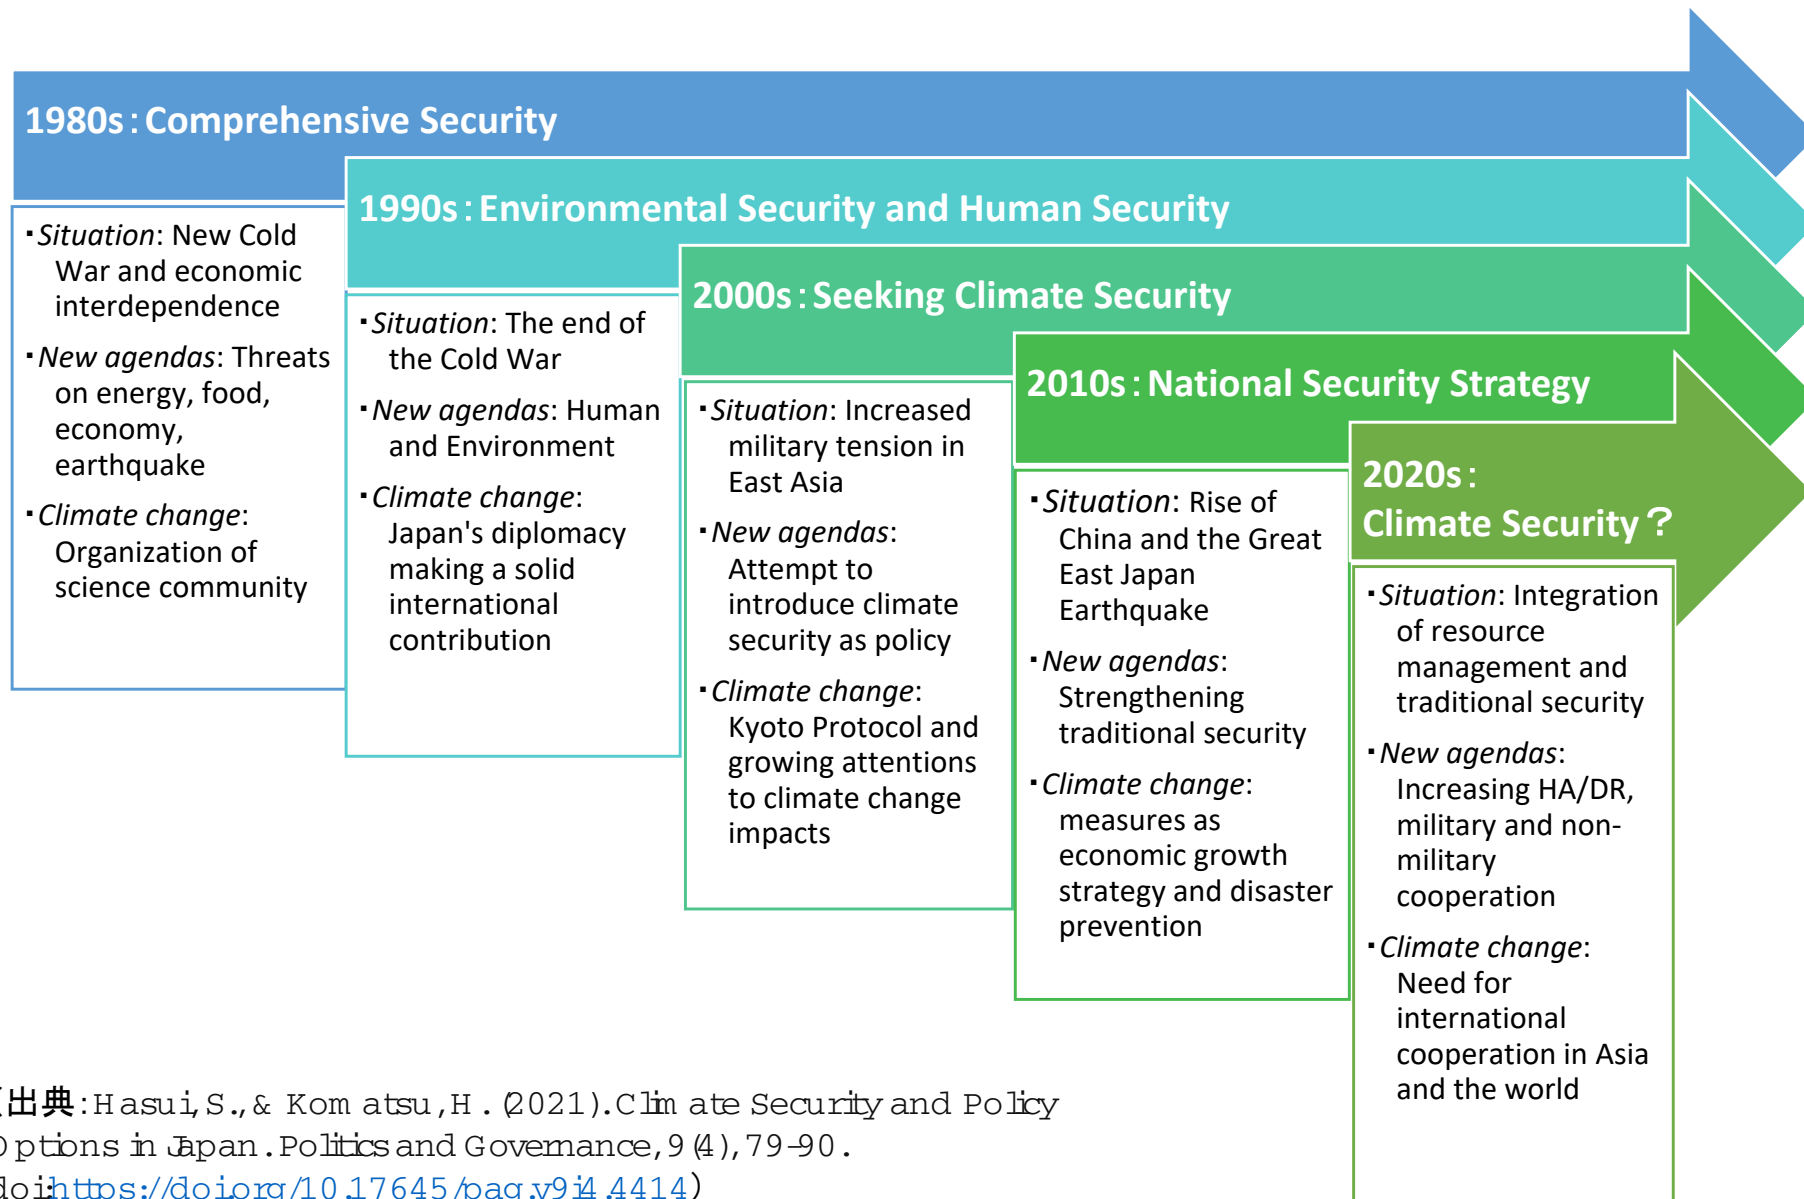 1980s：Comprehensive Security
・Situation: New Cold
War and economic
interdependence
・New agendas: Threats
on energy, food,
economy,
earthquake
・Climate change:
Organization of
science community
1990s：Environmental Security and Human Security
・Situation: The end of
the Cold War
・New agendas: Human
and Environment
・Climate change:
Japan's diplomacy
making a solid
international
contribution
2000s：Seeking Climate Security
・Situation: Increased
military tension in
East Asia
・New agendas:
Attempt to
introduce climate
security as policy
・Climate change:
Kyoto Protocol and
growing attentions
to climate change
impacts
2010s：National Security Strategy
・Situation: Rise of
China and the Great
East Japan
Earthquake
・New agendas:
Strengthening
traditional security
・Climate change:
measures as
economic growth
strategy and disaster
prevention
2020s：
Climate Security？
・Situation: Integration
of resource
management and
traditional security
・New agendas:
Increasing HA/DR,
military and non-
military
cooperation
・Climate change:
Need for
international
cooperation in Asia
and the world
出典:Hasui,S.,& Komatsu,H.(2021).Climate Security and Policy
Options in Japan.Politics and Governance,9(4),79–90.
doi:https://doi.org/10.17645/pag.v9i4.4414)